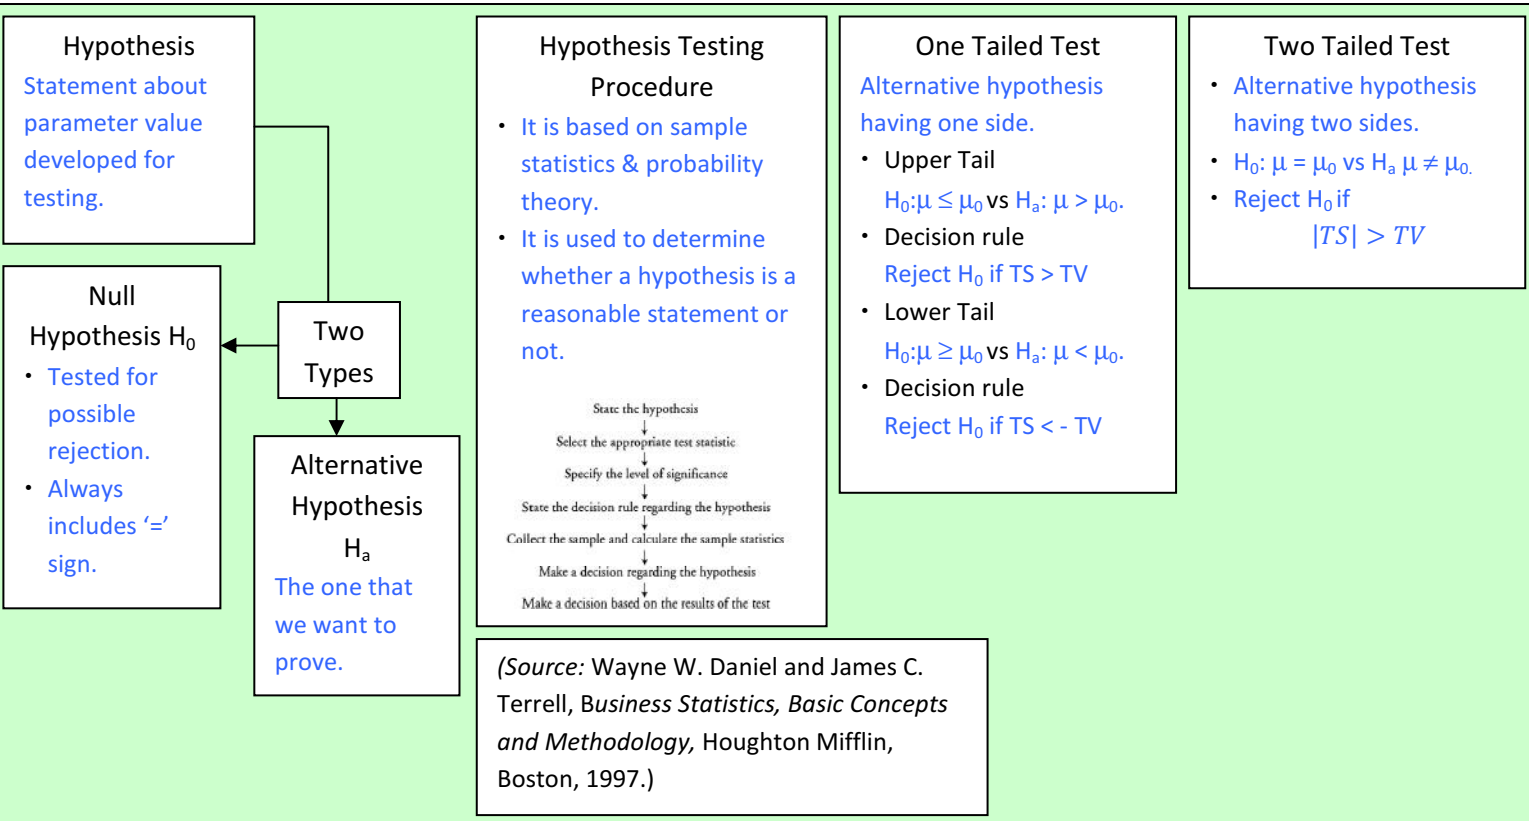 Hypothesis
Statement about
parameter value
developed for
testing.
Null
Hypothesis H₀
• Tested for
possible
rejection.
• Always
includes ‘=’
sign.
Two
Types
Alternative
Hypothesis
Hₐ
The one that
we want to
prove.
Hypothesis Testing
Procedure
• It is based on sample
statistics & probability
theory.
• It is used to determine
whether a hypothesis is a
reasonable statement or
not.
State the hypothesis
Select the appropriate test statistic
Specify the level of significance
State the decision rule regarding the hypothesis
Collect the sample and calculate the sample statistics
Make a decision regarding the hypothesis
Make a decision based on the results of the test
(Source: Wayne W. Daniel and James C.
Terrell, Business Statistics, Basic Concepts
and Methodology, Houghton Mifflin,
Boston, 1997.)
One Tailed Test
Alternative hypothesis
having one side.
• Upper Tail
H₀:μ ≤ μ₀ vs Hₐ: μ > μ₀.
• Decision rule
Reject H₀ if TS > TV
• Lower Tail
H₀:μ ≥ μ₀ vs Hₐ: μ < μ₀.
• Decision rule
Reject H₀ if TS < - TV
Two Tailed Test
• Alternative hypothesis
having two sides.
• H₀: μ = μ₀ vs Hₐ μ ≠ μ₀.
• Reject H₀ if
|TS| > TV